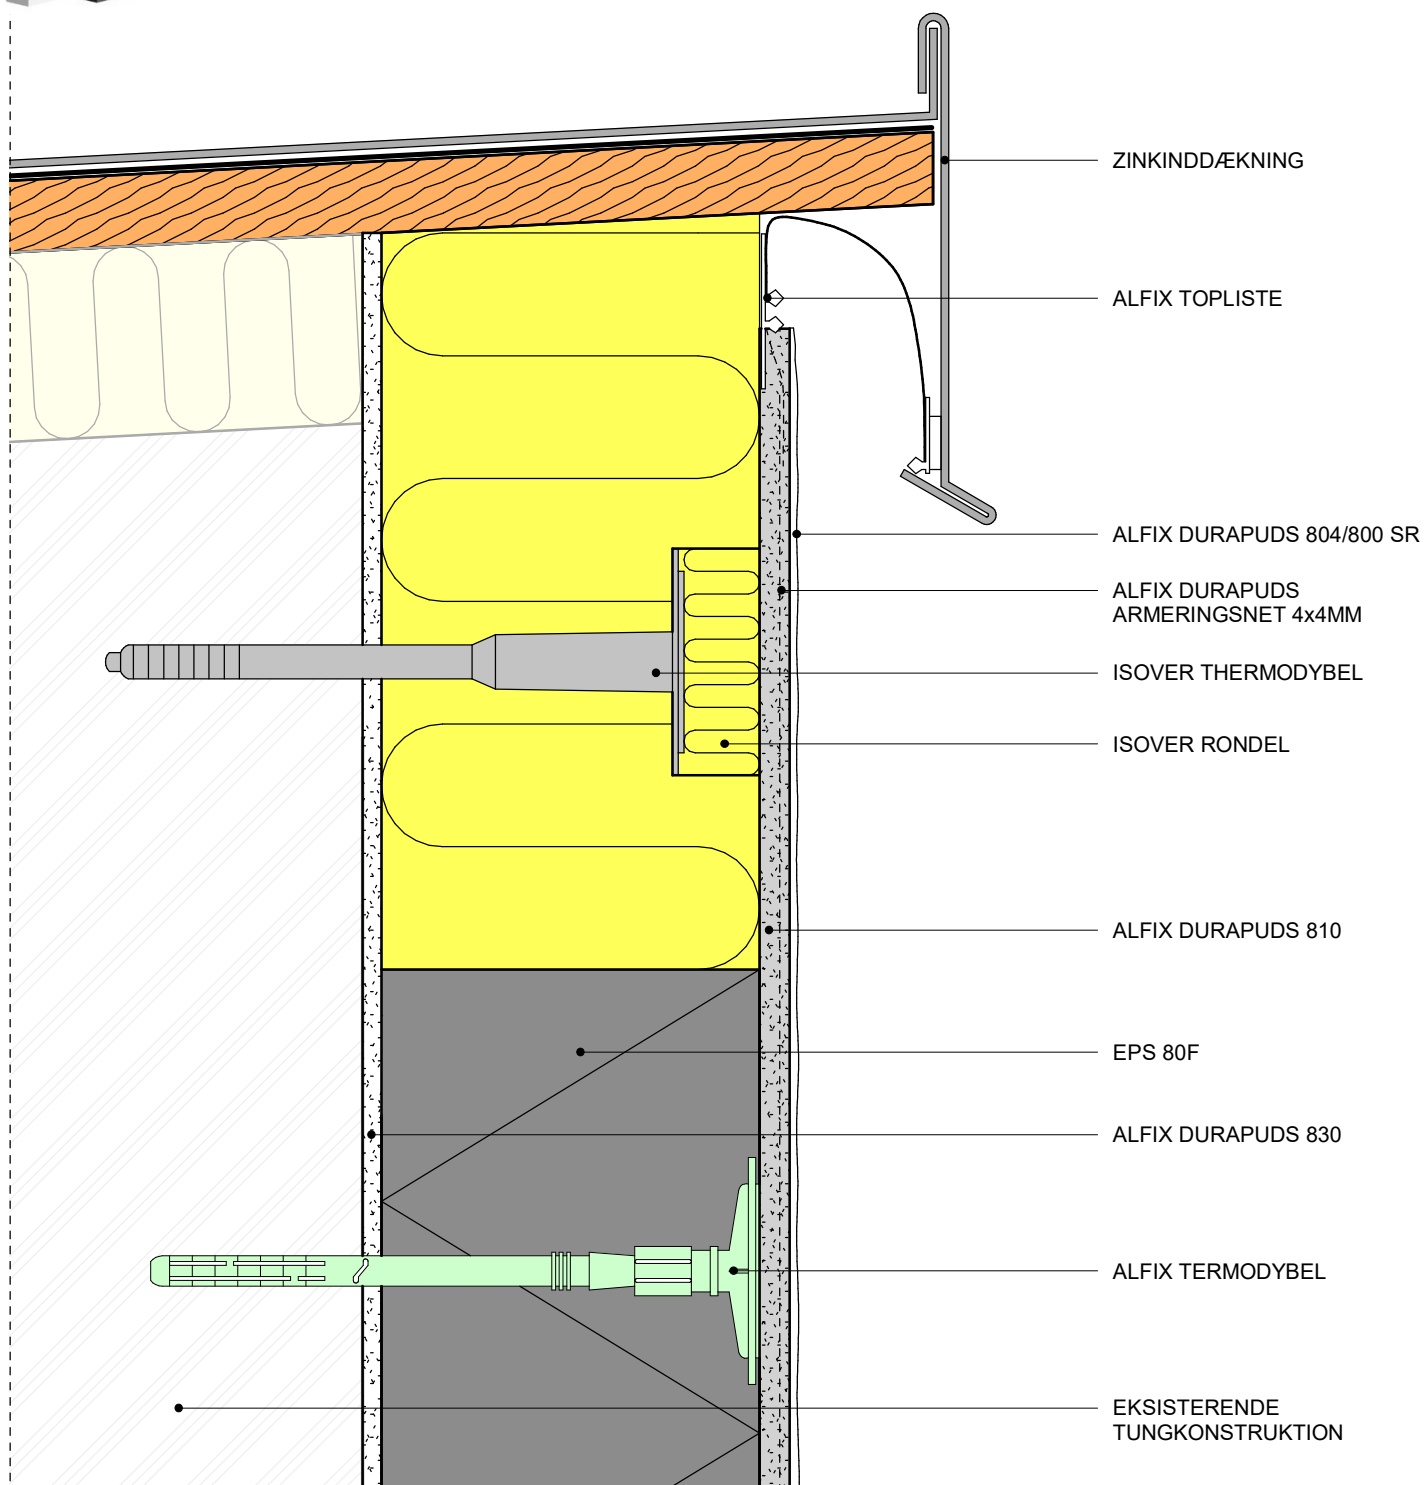 ZINKINDDÆKNING
ALFIX TOPLISTE
ALFIX DURAPUDS 804/800 SR
ALFIX DURAPUDS
ARMERINGSNET 4x4MM
ISOVER THERMODYBEL
ISOVER RONDEL
ALFIX DURAPUDS 810
EPS 80F
ALFIX DURAPUDS 830
ALFIX TERMODYBEL
EKSISTERENDE
TUNGKONSTRUKTION